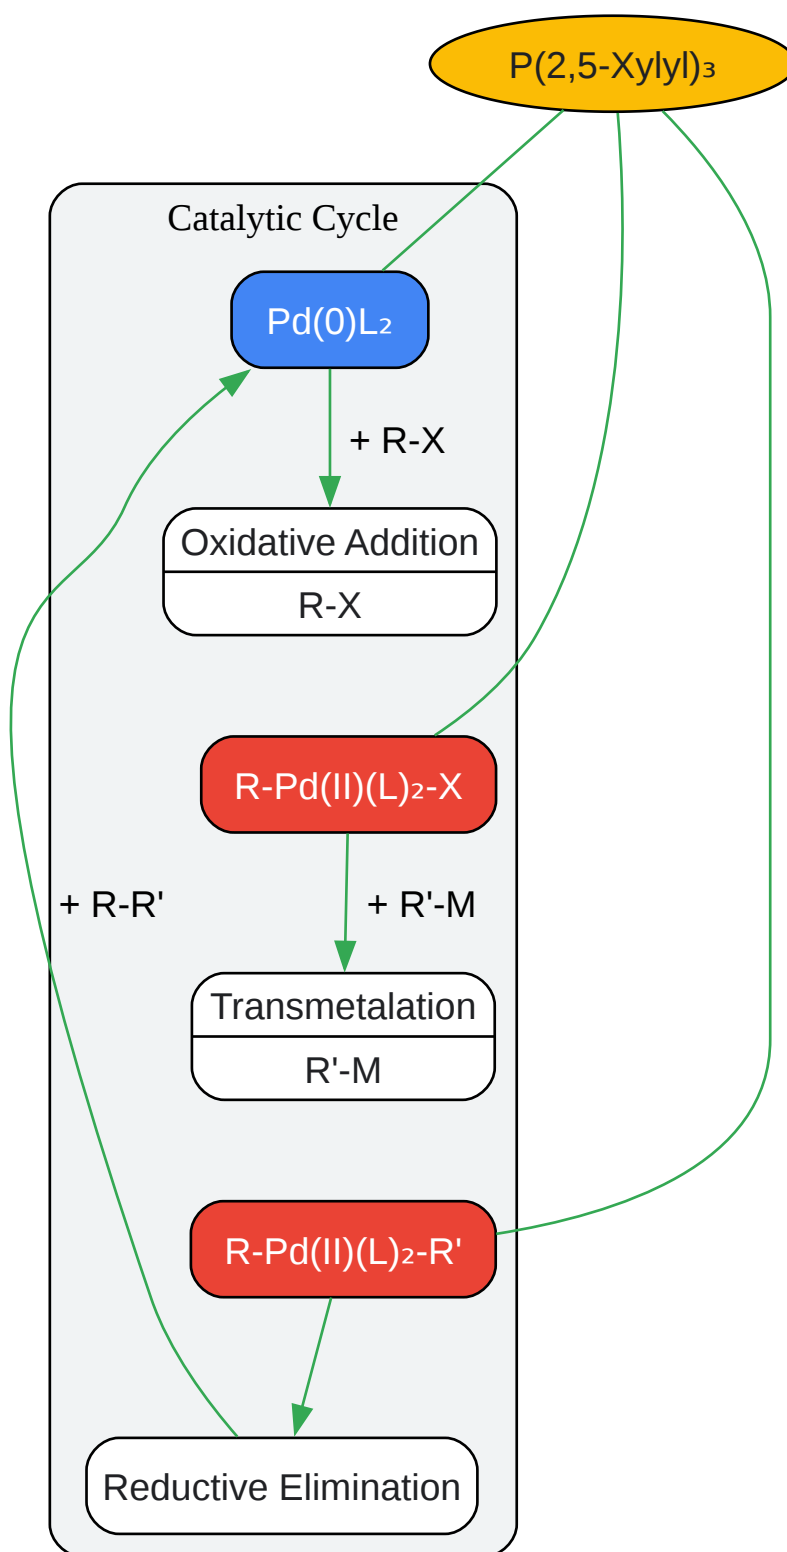 P(2,5-Xylyl)₃
Catalytic Cycle
Pd(0)L₂
+ R-X
Oxidative Addition
R-X
R-Pd(II)(L)₂-X
+ R-R'
+ R'-M
Transmetalation
R'-M
R-Pd(II)(L)₂-R'
Reductive Elimination